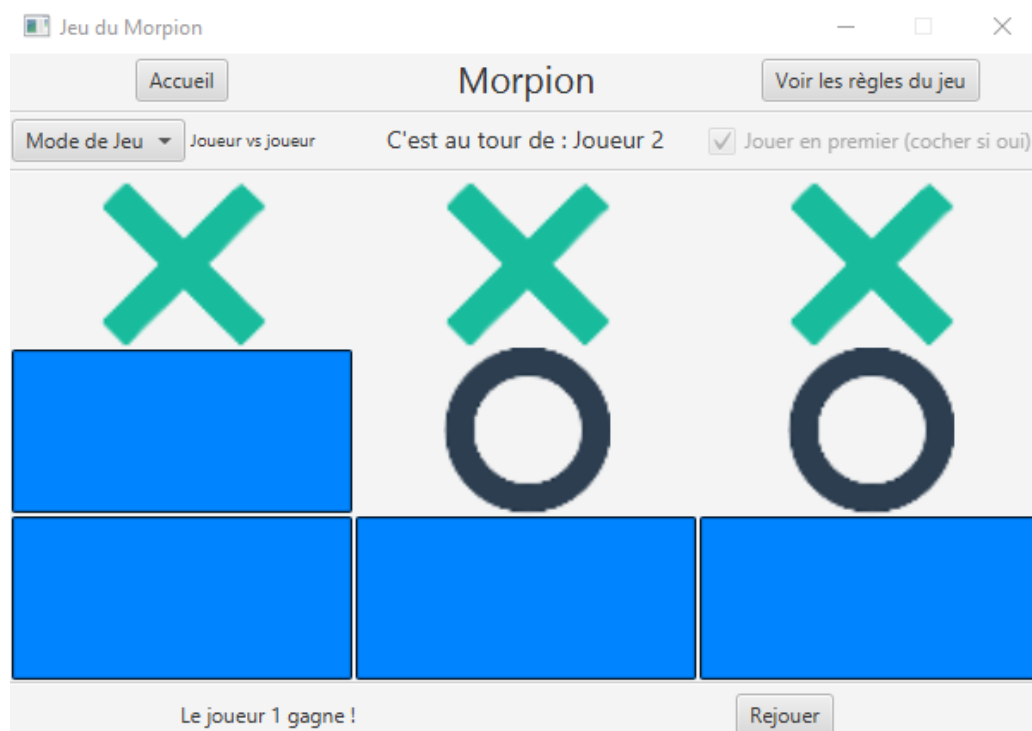 Jeu du Morpion
Accueil
Morpion
Voir les règles du jeu
Mode de Jeu
Joueur vs joueur
C'est au tour de : Joueur 2
Jouer en premier (cocher si oui)
Le joueur 1 gagne !
Rejouer